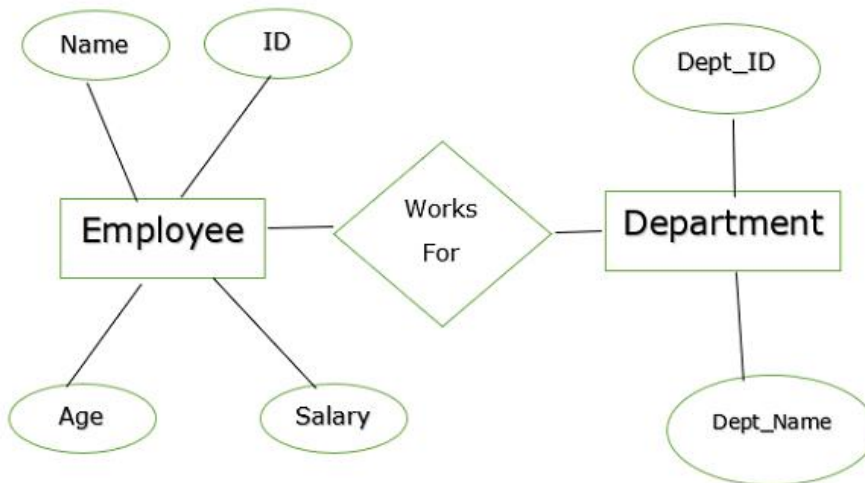 Name
ID
Dept_ID
Employee
Works
For
Department
Age
Salary
Dept_Name